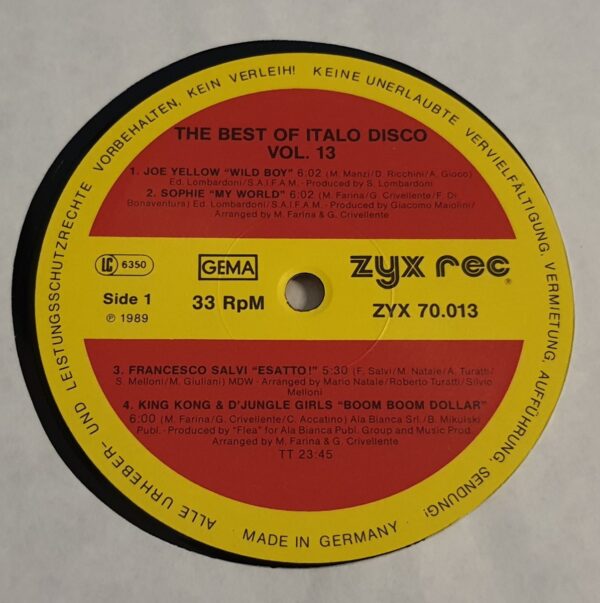 ALLE URHEBER- UND LEISTUNGSSCHUTZRECHTE VORBEHALTEN, KEIN VERLEIH! KEINE UNERLAUBTE VERVIELFÄLTIGUNG, VERMIETUNG, AUFFÜHRUNG, SENDUNG!
THE BEST OF ITALO DISCO
VOL. 13
1. JOE YELLOW "WILD BOY" 6:02 (M. Manzi/D. Ricchini/A. Gioco)
Ed. Lombardoni/S.A.I.F.A.M. - Produced by S. Lombardoni
2. SOPHIE "MY WORLD" 6:02 (M. Farina/G. Crivellente/F. Di-
Bonaventura) Ed. Lombardoni/S.A.I.F.A.M. - Produced by Giacomo Maiolini/
Arranged by M. Farina & G. Crivellente
LC 6350
GEMA
zyx rec®
Side 1
33 RpM
ZYX 70.013
℗ 1989
3. FRANCESCO SALVI "ESATTO!" 5:30 (F. Salvi/M. Natale/A. Turatti/
S. Melloni/M. Giuliani) MDW - Arranged by Mario Natale/Roberto Turatti/Silvio
Melloni
4. KING KONG & D'JUNGLE GIRLS "BOOM BOOM DOLLAR"
6:00 (M. Farina/G. Criveliente/C. Accatino) Ala Bianca Srl./B. Mikulski
Publ. - Produced by "Flea" for Ala Bianca Publ. Group and Music Prod.
Arranged by M. Farina & G. Crivellente
TT 23:45
MADE IN GERMANY